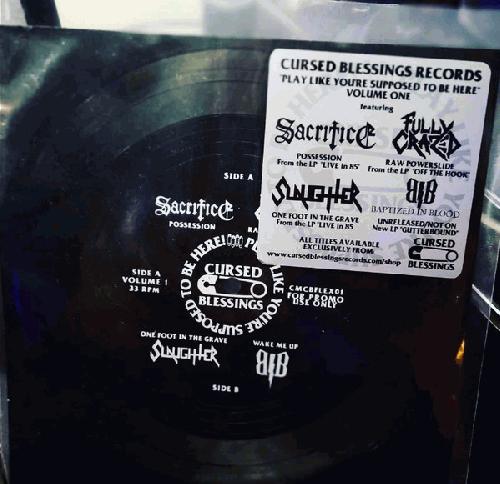 CURSED BLESSINGS RECORDS
"PLAY LIKE YOU'RE SUPPOSED TO BE HERE"
VOLUME ONE
featuring
SACRIFICE
POSSESSION
From the LP "LIVE in 85"
FULLY CRAZED
RAW POWERSLIDE
From the LP "OFF THE HOOK"
SLAUGHTER
ONE FOOT IN THE GRAVE
From the LP "LIVE in 85"
BIB
BAPTIZED IN BLOOD
UNRELEASED/NOT ON
New LP "GUTTERBOUND"
ALL TITLES AVAILABLE
EXCLUSIVELY FROM
www.cursedblessingsrecords.com/shop
CURSED
BLESSINGS
SIDE A
SACRIFICE
POSSESSION
RA
PLAY LIKE YOU'RE SUPPOSED TO BE HERE!
CURSED
BLESSINGS
SIDE A
VOLUME 1
33 RPM
CMCBFLEX01
FOR PROMO
USE ONLY
ONE FOOT IN THE GRAVE
SLAUGHTER
WAKE ME UP
BIB
SIDE B